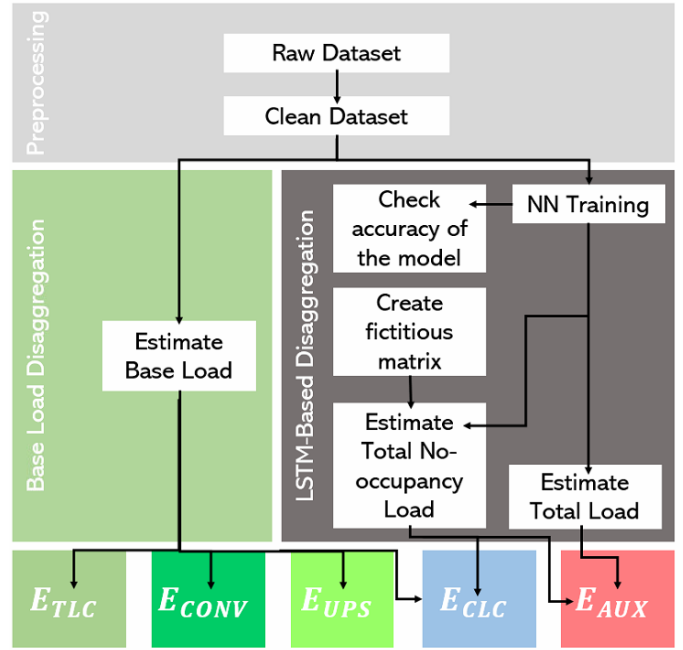 Preprocessing
Raw Dataset
Clean Dataset
Base Load Disaggregation
Estimate
Base Load
LSTM-Based Disaggregation
Check
accuracy of
the model
NN Training
Create
fictitious
matrix
Estimate
Total No-
occupancy
Load
Estimate
Total Load
E_TLC
E_CONV
E_UPS
E_CLC
E_AUX